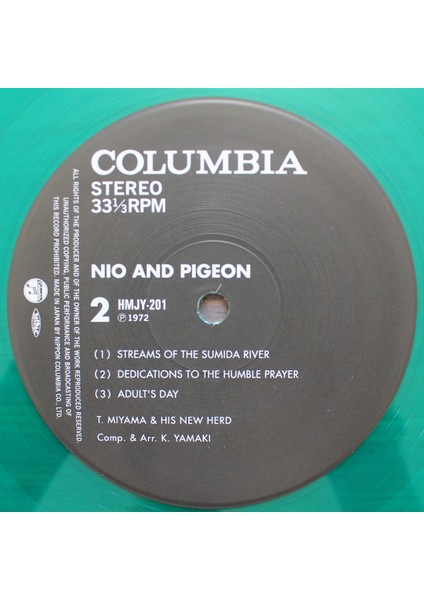 COLUMBIA
STEREO
33⅓RPM
NIO AND PIGEON
2
HMJY-201
Ⓟ1972
(1) STREAMS OF THE SUMIDA RIVER
(2) DEDICATIONS TO THE HUMBLE PRAYER
(3) ADULT'S DAY
T. MIYAMA & HIS NEW HERD
Comp. & Arr. K. YAMAKI
ALL RIGHTS OF THE PRODUCER AND OF THE OWNER OF THE WORK REPRODUCED RESERVED.
UNAUTHORIZED COPYING, PUBLIC PERFORMANCE AND BROADCASTING OF
THIS RECORD PROHIBITED. MADE IN JAPAN BY NIPPON COLUMBIA CO., LTD.